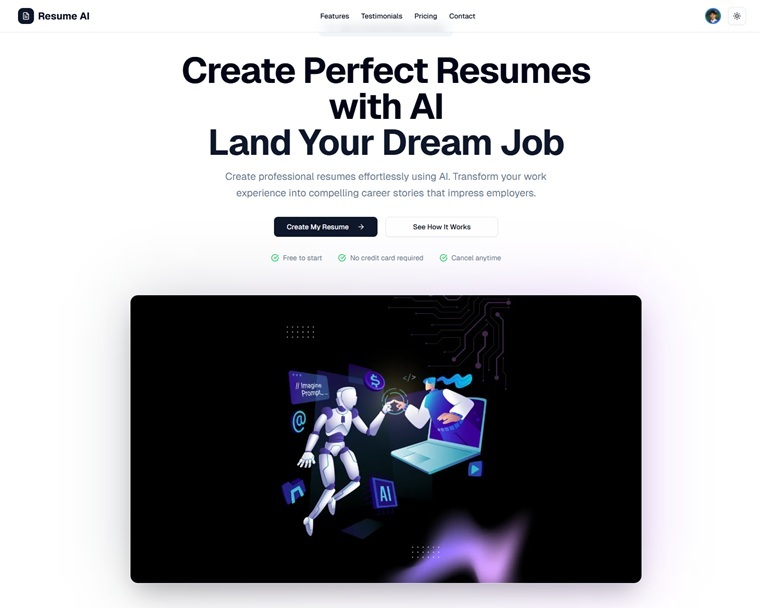 Resume AI
Features
Testimonials
Pricing
Contact
Create Perfect Resumes
with AI
Land Your Dream Job
Create professional resumes effortlessly using AI. Transform your work
experience into compelling career stories that impress employers.
Create My Resume
See How It Works
Free to start
No credit card required
Cancel anytime
</>
// Imagine
Prompt...
$
@
AI